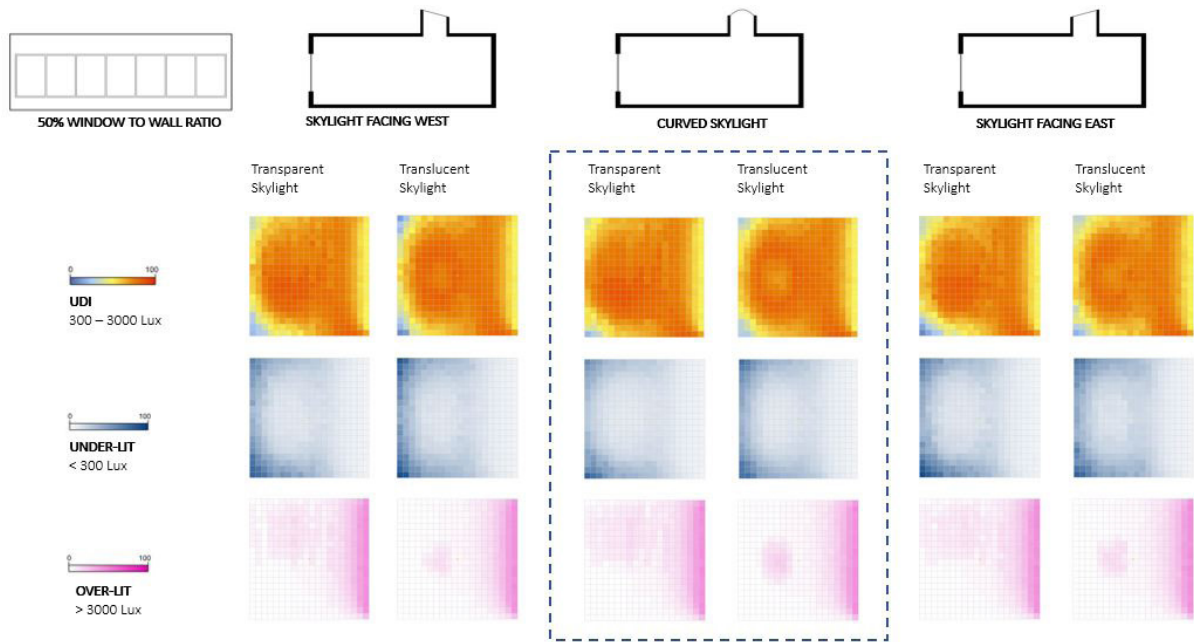 50% WINDOW TO WALL RATIO
SKYLIGHT FACING WEST
CURVED SKYLIGHT
SKYLIGHT FACING EAST
Transparent
Skylight
Translucent
Skylight
Transparent
Skylight
Translucent
Skylight
Transparent
Skylight
Translucent
Skylight
0 100
UDI
300 – 3000 Lux
0 100
UNDER-LIT
< 300 Lux
0 100
OVER-LIT
> 3000 Lux